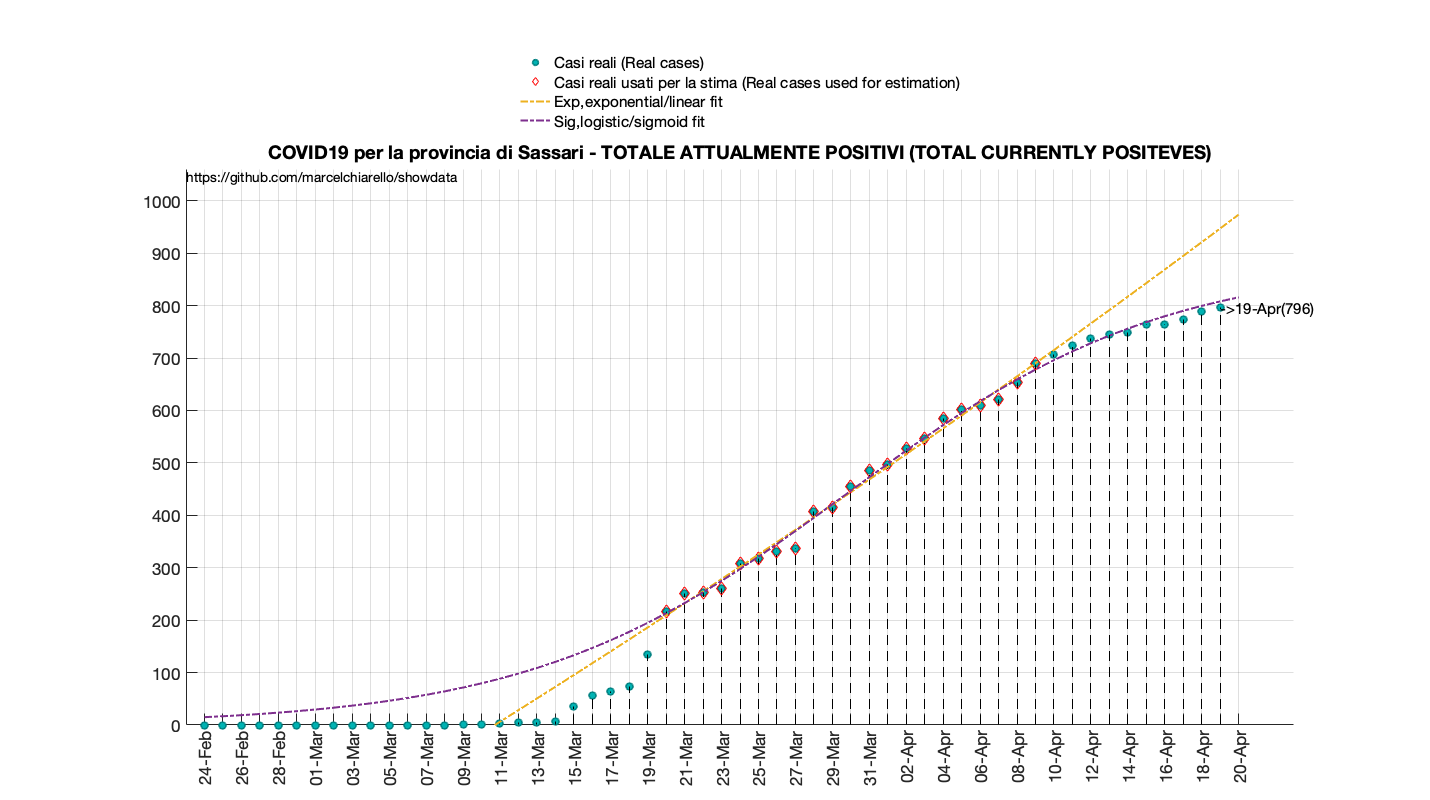 Casi reali (Real cases)
Casi reali usati per la stima (Real cases used for estimation)
Exp,exponential/linear fit
Sig,logistic/sigmoid fit
COVID19 per la provincia di Sassari - TOTALE ATTUALMENTE POSITIVI (TOTAL CURRENTLY POSITEVES)
https://github.com/marcelchiarello/showdata
1000
900
800
700
600
500
400
300
200
100
0
>19-Apr(796)
24-Feb
26-Feb
28-Feb
01-Mar
03-Mar
05-Mar
07-Mar
09-Mar
11-Mar
13-Mar
15-Mar
17-Mar
19-Mar
21-Mar
23-Mar
25-Mar
27-Mar
29-Mar
31-Mar
02-Apr
04-Apr
06-Apr
08-Apr
10-Apr
12-Apr
14-Apr
16-Apr
18-Apr
20-Apr